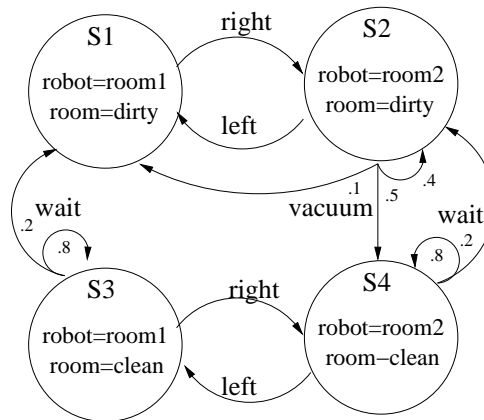 S1
robot=room1
room=dirty
right
left
S2
robot=room2
room=dirty
.1
.5
.4
vacuum
wait
.2
.8
wait
.2
.8
S3
robot=room1
room=clean
right
left
S4
robot=room2
room−clean